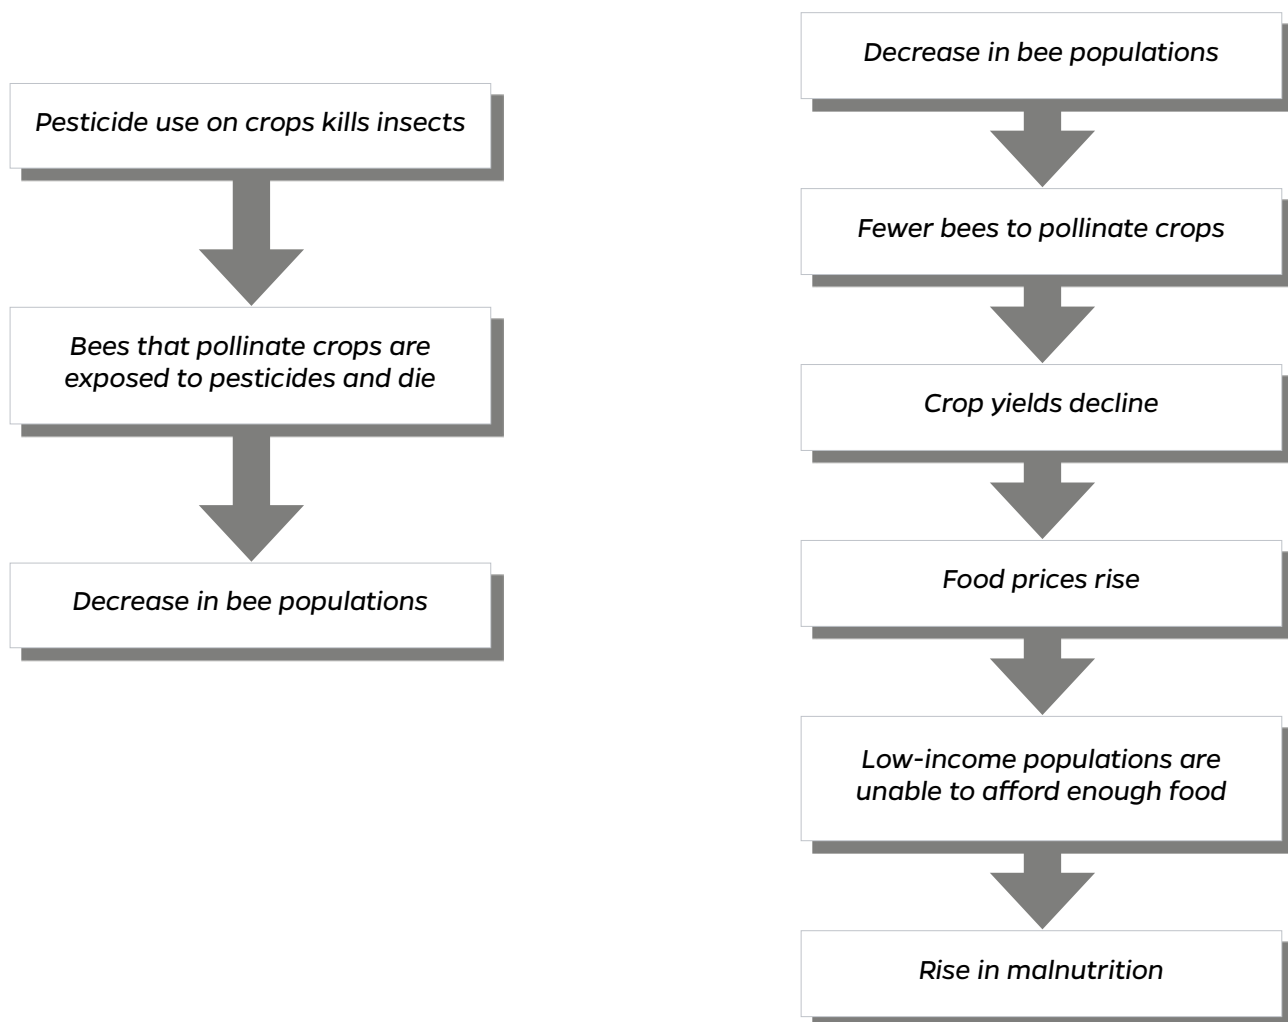 Pesticide use on crops kills insects
Bees that pollinate crops are
exposed to pesticides and die
Decrease in bee populations
Decrease in bee populations
Fewer bees to pollinate crops
Crop yields decline
Food prices rise
Low-income populations are
unable to afford enough food
Rise in malnutrition